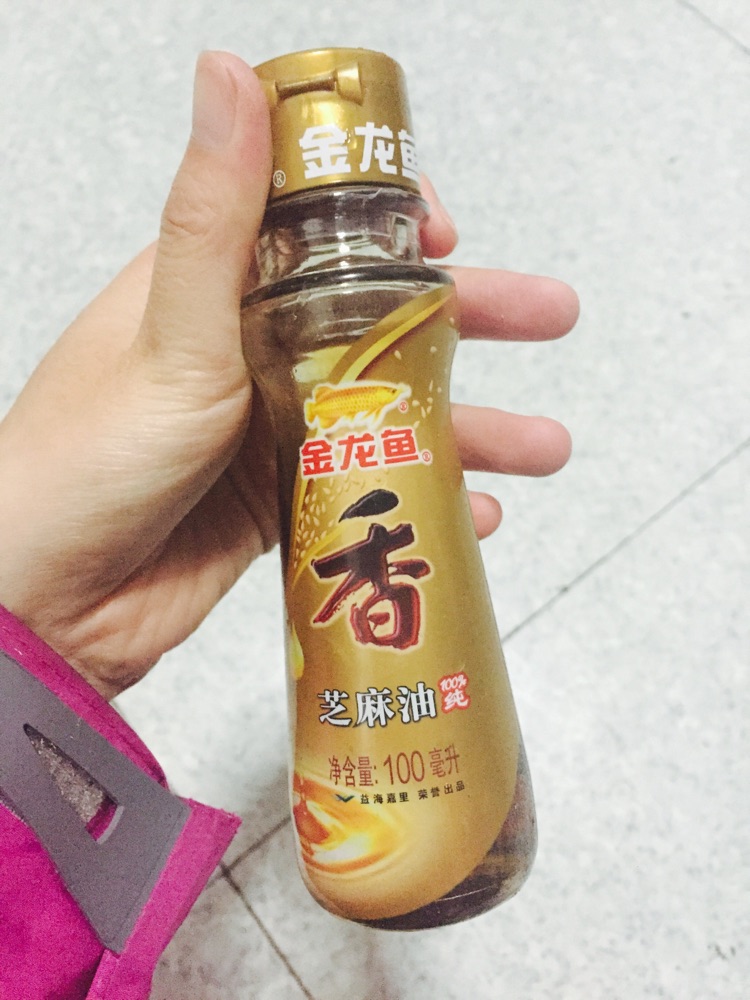 ®金龙鱼
®
金龙鱼®
香
芝麻油
100%
纯
净含量:100毫升
益海嘉里 荣誉出品